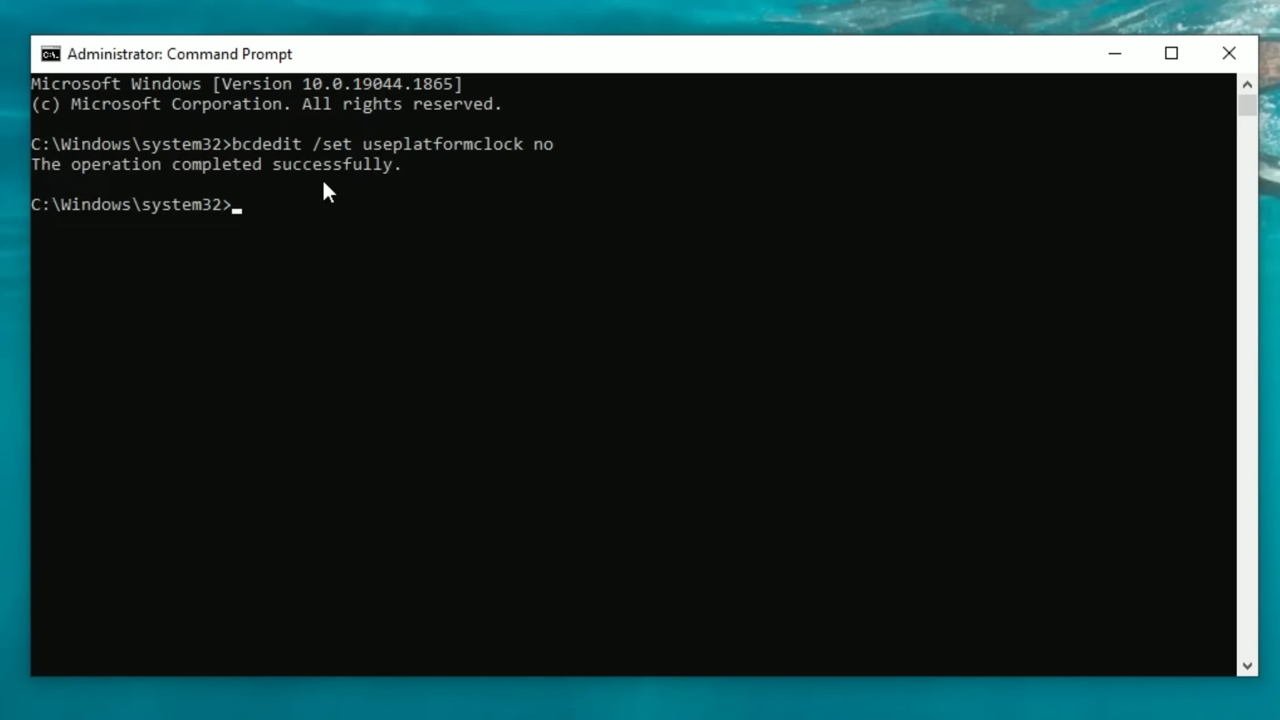 Administrator: Command Prompt
Microsoft Windows [Version 10.0.19044.1865]
(c) Microsoft Corporation. All rights reserved.
C:\Windows\system32>bcdedit /set useplatformclock no
The operation completed successfully.
C:\Windows\system32>